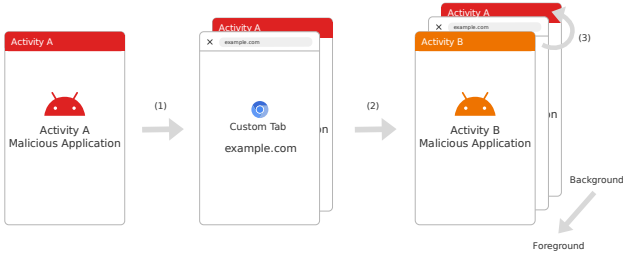 Activity A
Activity A
Malicious Application
(1)
Activity A
× example.com
Custom Tab
example.com
n
(2)
Activity A
× example.com
Activity B
Activity B
Malicious Application
n
(3)
Background
Foreground